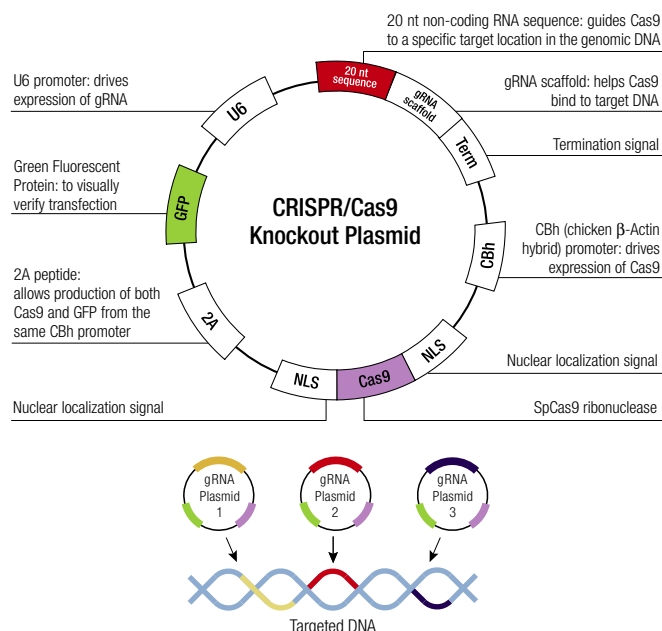 20 nt non-coding RNA sequence: guides Cas9
to a specific target location in the genomic DNA
U6 promoter: drives
expression of gRNA
gRNA scaffold: helps Cas9
bind to target DNA
20 nt
sequence
gRNA
scaffold
Term
U6
Termination signal
Green Fluorescent
Protein: to visually
verify transfection
GFP
CRISPR/Cas9
Knockout Plasmid
CBh
CBh (chicken β-Actin
hybrid) promoter: drives
expression of Cas9
2A peptide:
allows production of both
Cas9 and GFP from the
same CBh promoter
2A
NLS
Cas9
NLS
Nuclear localization signal
Nuclear localization signal
SpCas9 ribonuclease
gRNA
Plasmid
1
gRNA
Plasmid
2
gRNA
Plasmid
3
Targeted DNA